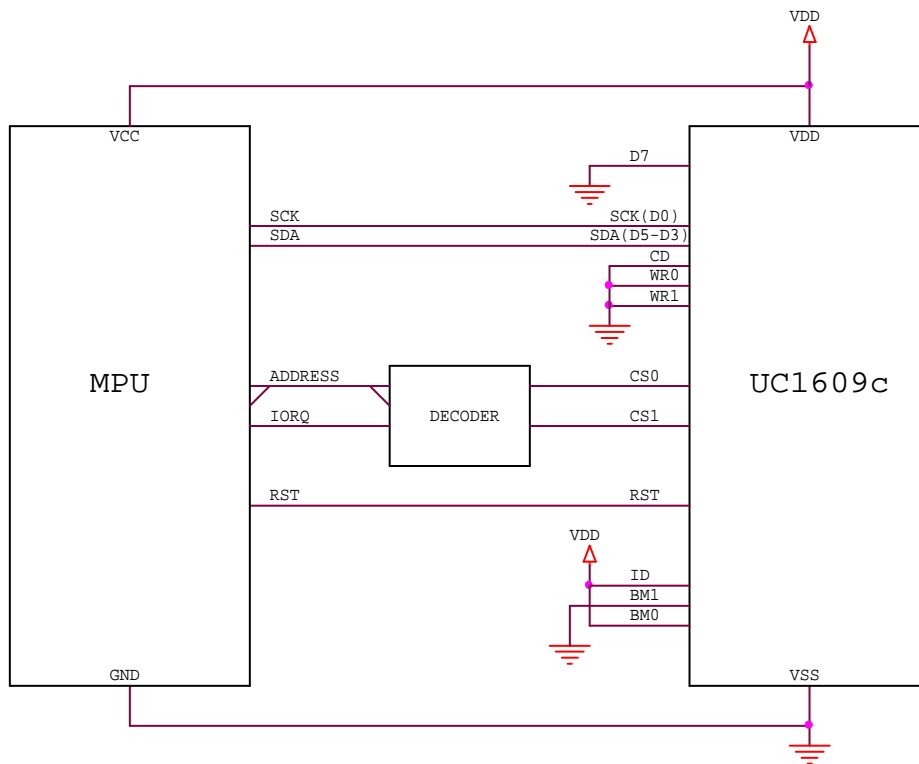 VDD
VCC
VDD
D7
SCK
SCK(D0)
SDA
SDA(D5-D3)
CD
WR0
WR1
MPU
ADDRESS
CS0
UC1609c
IORQ
DECODER
CS1
RST
RST
VDD
ID
BM1
BM0
GND
VSS